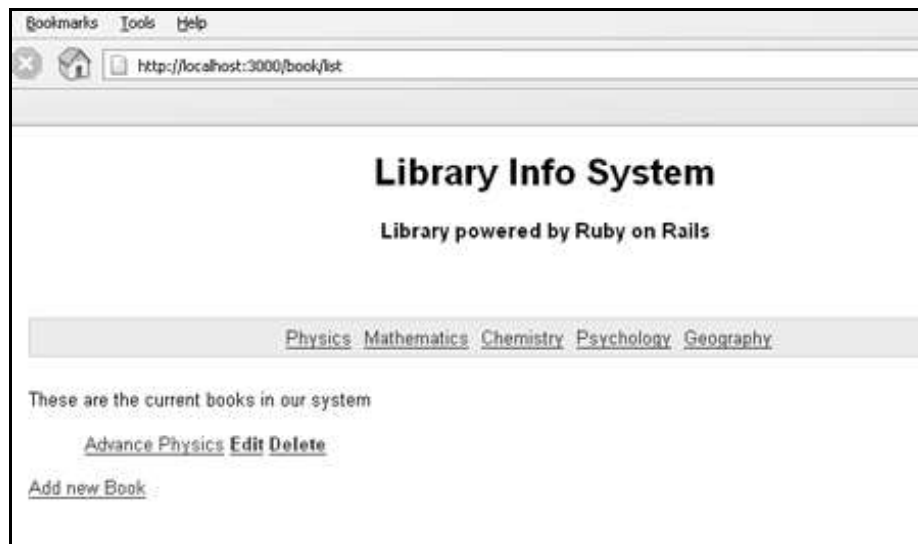 Bookmarks Tools Help
http://localhost:3000/book/list
Library Info System
Library powered by Ruby on Rails
Physics Mathematics Chemistry Psychology Geography
These are the current books in our system
Advance Physics Edit Delete
Add new Book